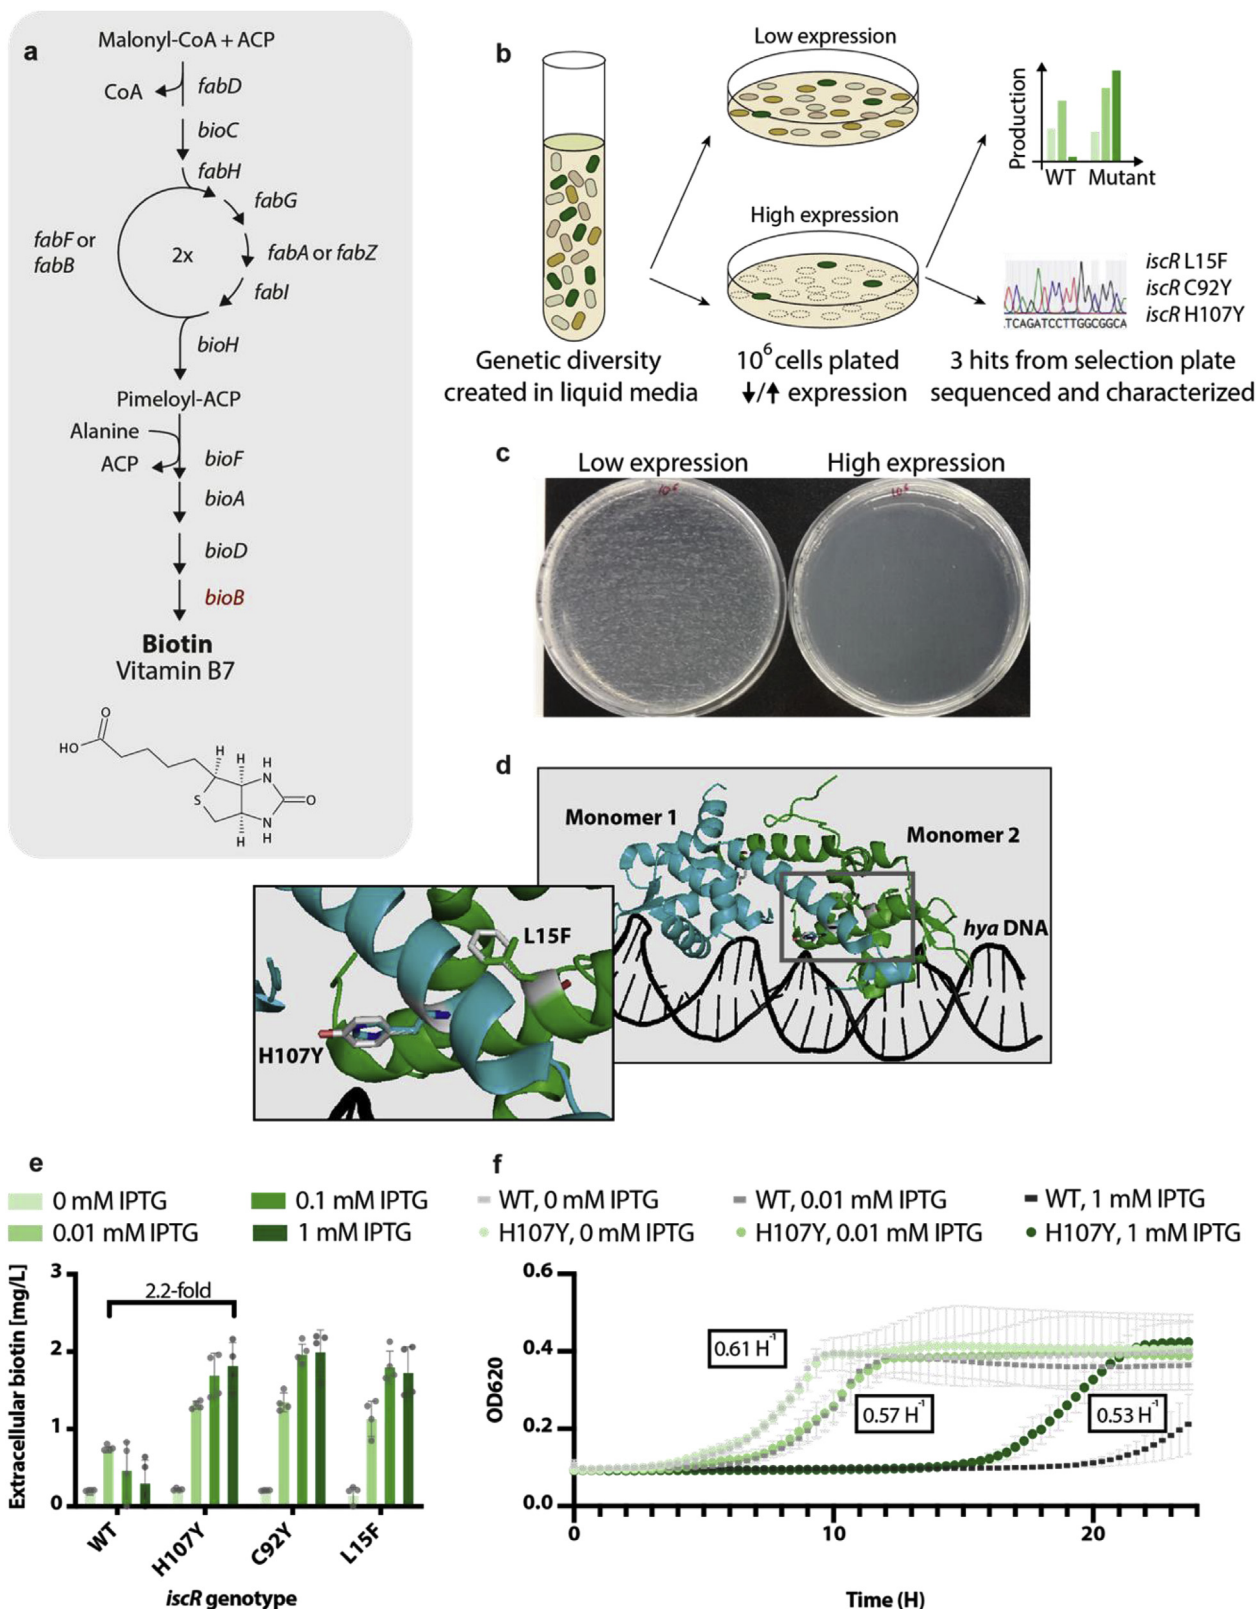 a
Malonyl-CoA + ACP
CoA
fabD
bioC
fabH
fabG
fabF or
fabB
2x
fabA or fabZ
fabI
bioH
Pimeloyl-ACP
Alanine
ACP
bioF
bioA
bioD
bioB
Biotin
Vitamin B7
O
HO
H
H
H
N
S
O
N
H
H
b
Low expression
High expression
Production
WT Mutant
iscR L15F
iscR C92Y
iscR H107Y
.TCAGATCCTTGGCGGCA
Genetic diversity
created in liquid media
10⁶ cells plated
↓/↑ expression
3 hits from selection plate
sequenced and characterized
c
Low expression
High expression
10⁶
10⁶
d
Monomer 1
Monomer 2
hya DNA
L15F
H107Y
e
0 mM IPTG
0.1 mM IPTG
0.01 mM IPTG
1 mM IPTG
Extracellular biotin [mg/L]
3
2
1
0
2.2-fold
WT
H107Y
C92Y
L15F
iscR genotype
f
WT, 0 mM IPTG
WT, 0.01 mM IPTG
WT, 1 mM IPTG
H107Y, 0 mM IPTG
H107Y, 0.01 mM IPTG
H107Y, 1 mM IPTG
OD620
0.6
0.4
0.2
0.0
0.61 H⁻¹
0.57 H⁻¹
0.53 H⁻¹
0 10 20
Time (H)